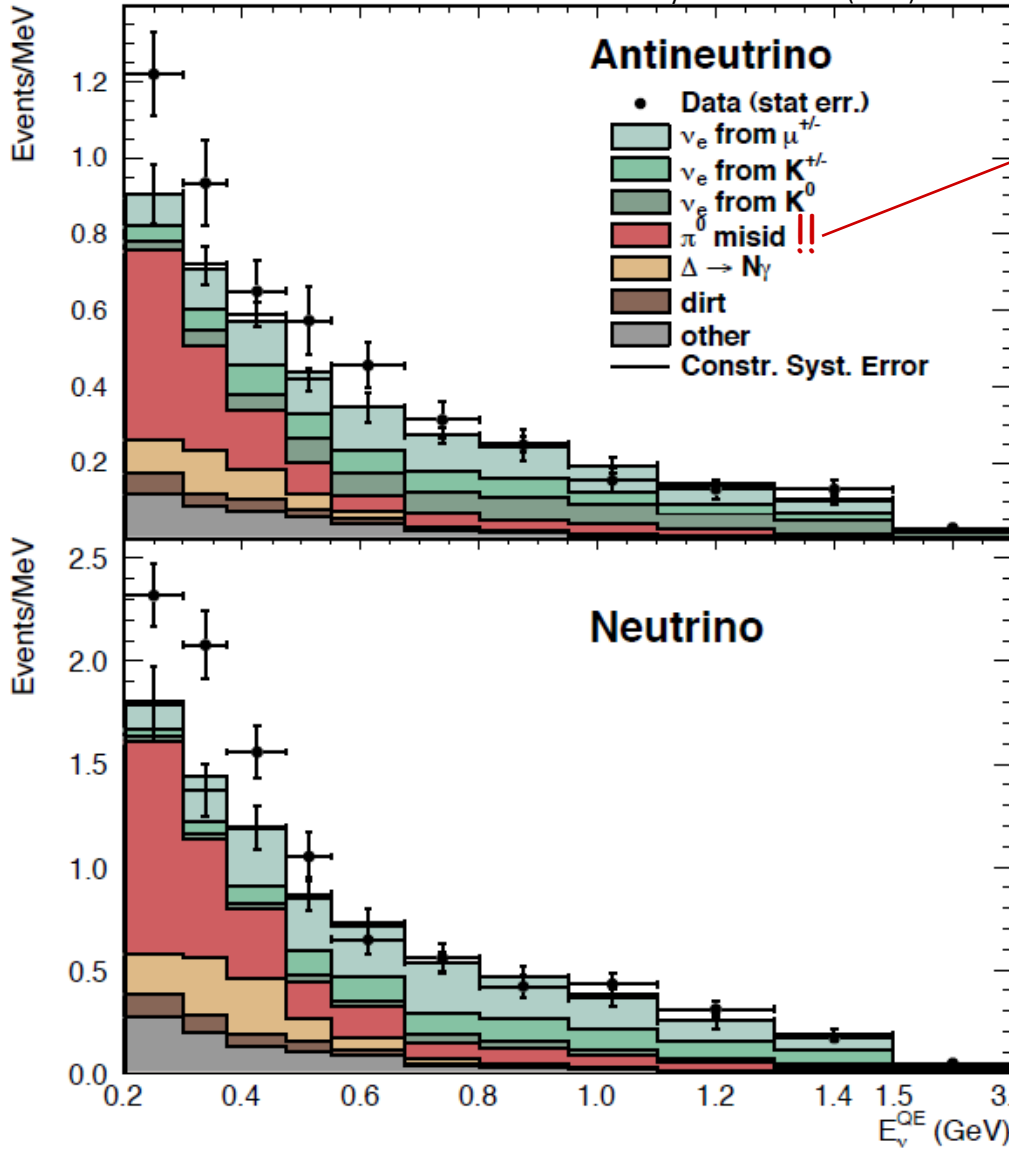 Antineutrino
Events/MeV
Data (stat err.)
νe from μ+/-
νe from K+/-
νe from K0
π0 misid !!
Δ → Nγ
dirt
other
Constr. Syst. Error
1.2
1.0
0.8
0.6
0.4
0.2
Neutrino
Events/MeV
2.5
2.0
1.5
1.0
0.5
0.0
0.2 0.4 0.6 0.8 1.0 1.2 1.4 1.5 3.
EνQE (GeV)